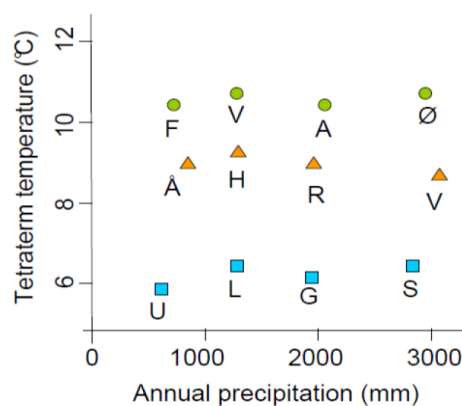 Tetraterm temperature (°C)
12
10
8
6
F V A Ø
Å H R V
U L G S
0 1000 2000 3000
Annual precipitation (mm)